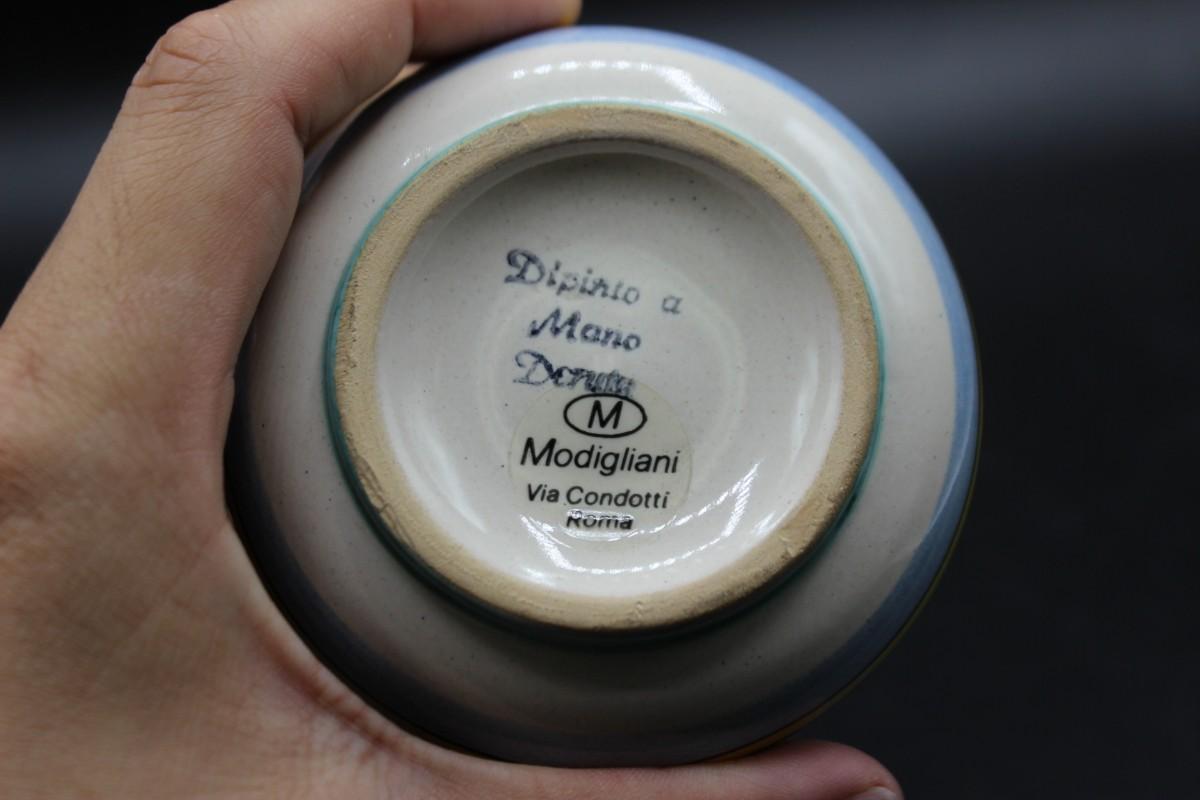 Dipinto a
Mano
Deruta
M
Modigliani
Via Condotti
Roma